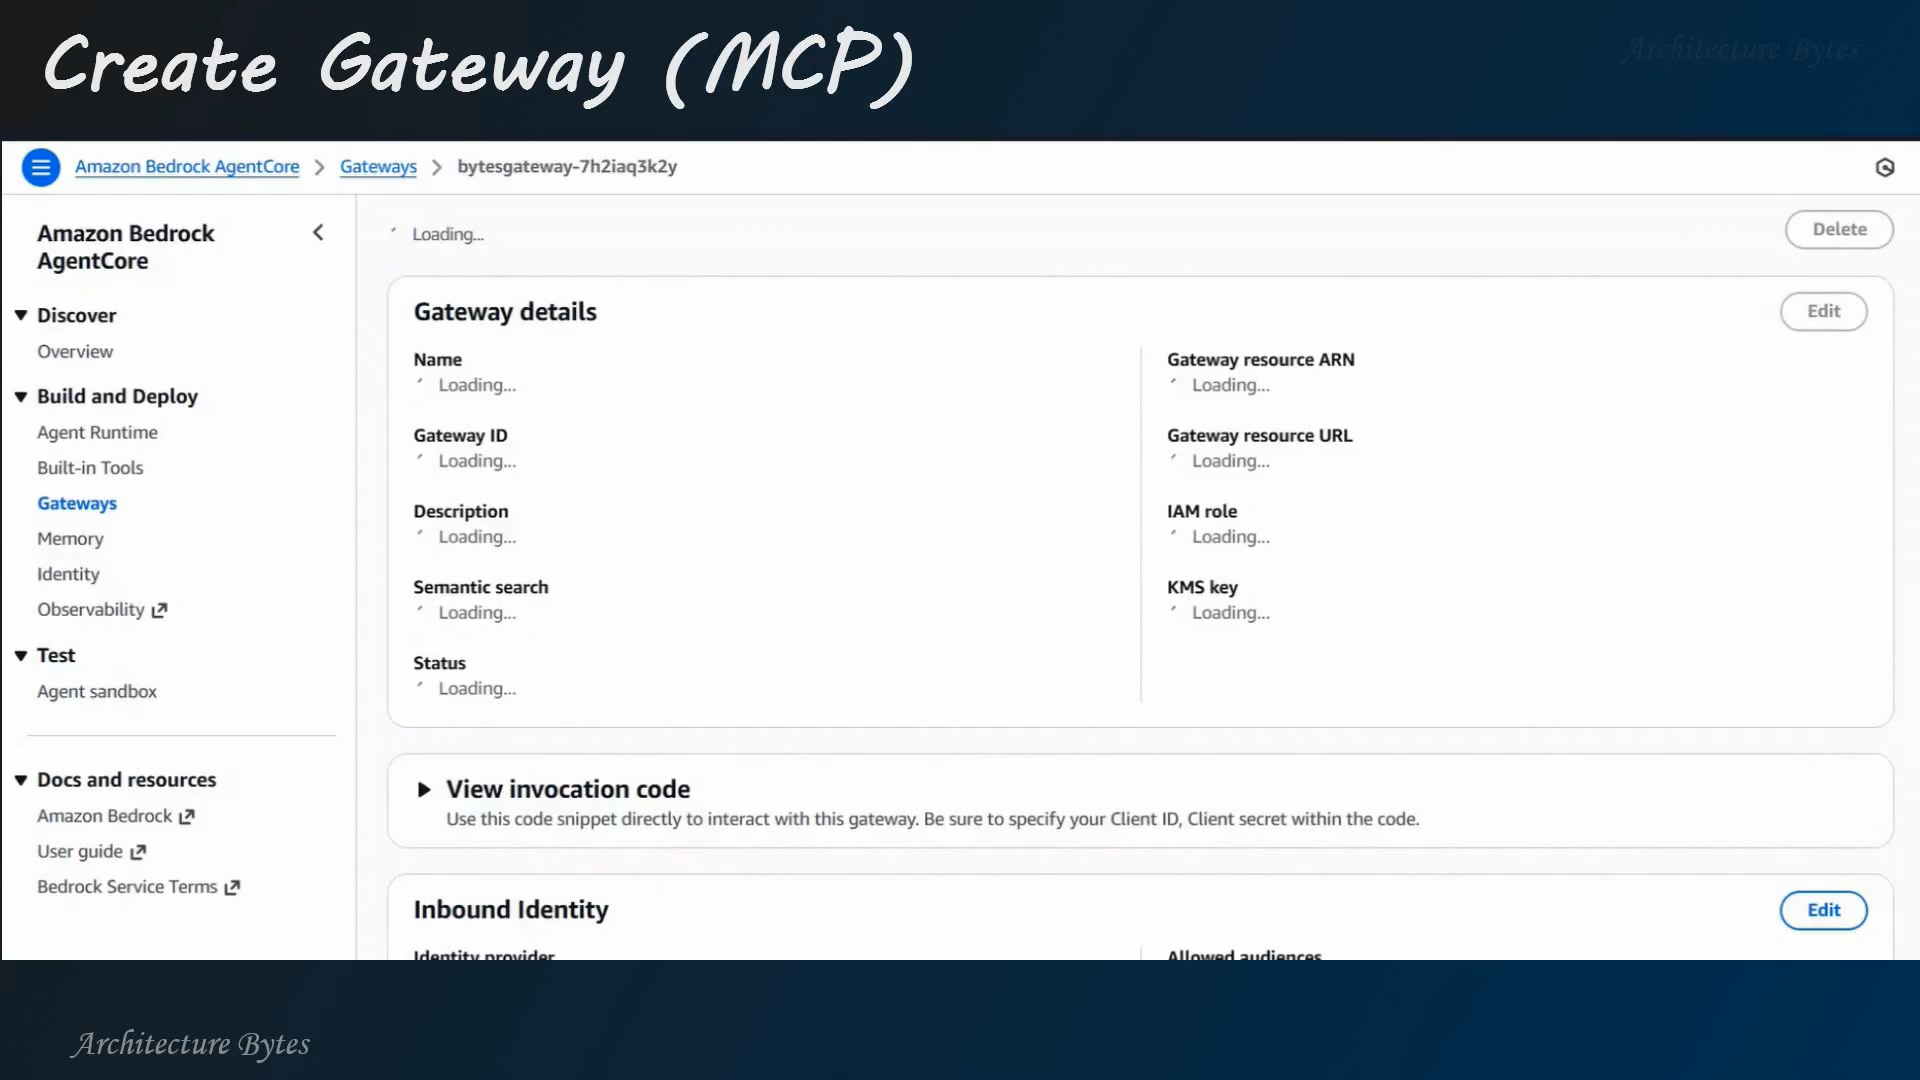 Create Gateway (MCP)
Architecture Bytes
Amazon Bedrock AgentCore
Gateways
bytesgateway-7h2iaq3k2y
Amazon Bedrock
AgentCore
Discover
Overview
Build and Deploy
Agent Runtime
Built-in Tools
Gateways
Memory
Identity
Observability
Test
Agent sandbox
Docs and resources
Amazon Bedrock
User guide
Bedrock Service Terms
Loading...
Delete
Gateway details
Edit
Name
Loading...
Gateway ID
Loading...
Description
Loading...
Semantic search
Loading...
Status
Loading...
Gateway resource ARN
Loading...
Gateway resource URL
Loading...
IAM role
Loading...
KMS key
Loading...
View invocation code
Use this code snippet directly to interact with this gateway. Be sure to specify your Client ID, Client secret within the code.
Inbound Identity
Edit
Identity provider
Allowed audiences
Architecture Bytes